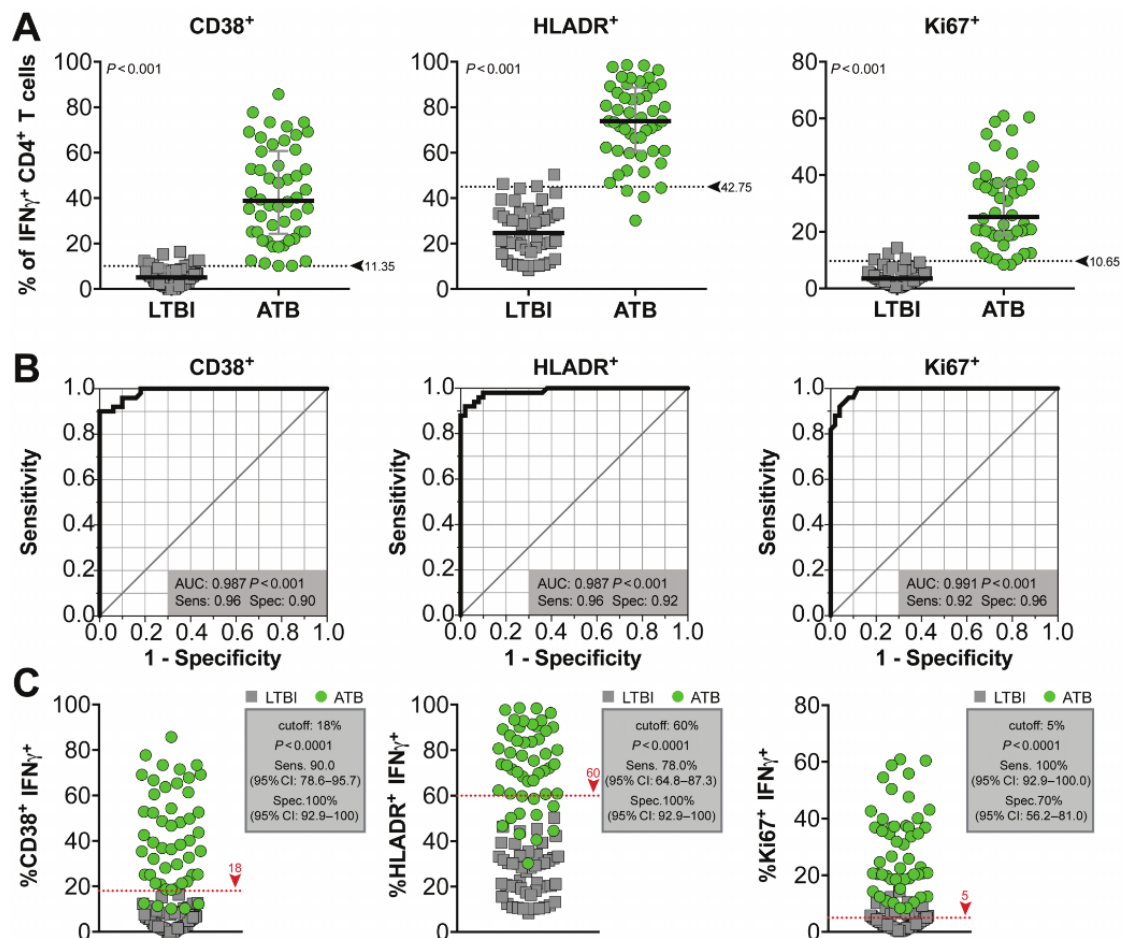 A
CD38+
HLADR+
Ki67+
% of IFNγ+ CD4+ T cells
100
80
60
40
20
0
P<0.001
11.35
LTBI
ATB
100
80
60
40
20
0
P<0.001
42.75
LTBI
ATB
80
60
40
20
0
P<0.001
10.65
LTBI
ATB
B
CD38+
HLADR+
Ki67+
Sensitivity
1.0
0.8
0.6
0.4
0.2
0.0
AUC: 0.987 P<0.001
Sens: 0.96 Spec: 0.90
0.0 0.2 0.4 0.6 0.8 1.0
1 - Specificity
Sensitivity
1.0
0.8
0.6
0.4
0.2
0.0
AUC: 0.987 P<0.001
Sens: 0.96 Spec: 0.92
0.0 0.2 0.4 0.6 0.8 1.0
1 - Specificity
Sensitivity
1.0
0.8
0.6
0.4
0.2
0.0
AUC: 0.991 P<0.001
Sens: 0.92 Spec: 0.96
0.0 0.2 0.4 0.6 0.8 1.0
1 - Specificity
C
%CD38+ IFNγ+
100
80
60
40
20
0
LTBI ATB
cutoff: 18%
P<0.0001
Sens. 90.0
(95% CI: 78.6–95.7)
Spec.100%
(95% CI: 92.9–100)
18
%HLADR+ IFNγ+
100
80
60
40
20
0
LTBI ATB
cutoff: 60%
P<0.0001
Sens. 78.0%
(95% CI: 64.8–87.3)
Spec.100%
(95% CI: 92.9–100)
60
%Ki67+ IFNγ+
80
60
40
20
0
LTBI ATB
cutoff: 5%
P<0.0001
Sens. 100%
(95% CI: 92.9–100.0)
Spec.70%
(95% CI: 56.2–81.0)
5